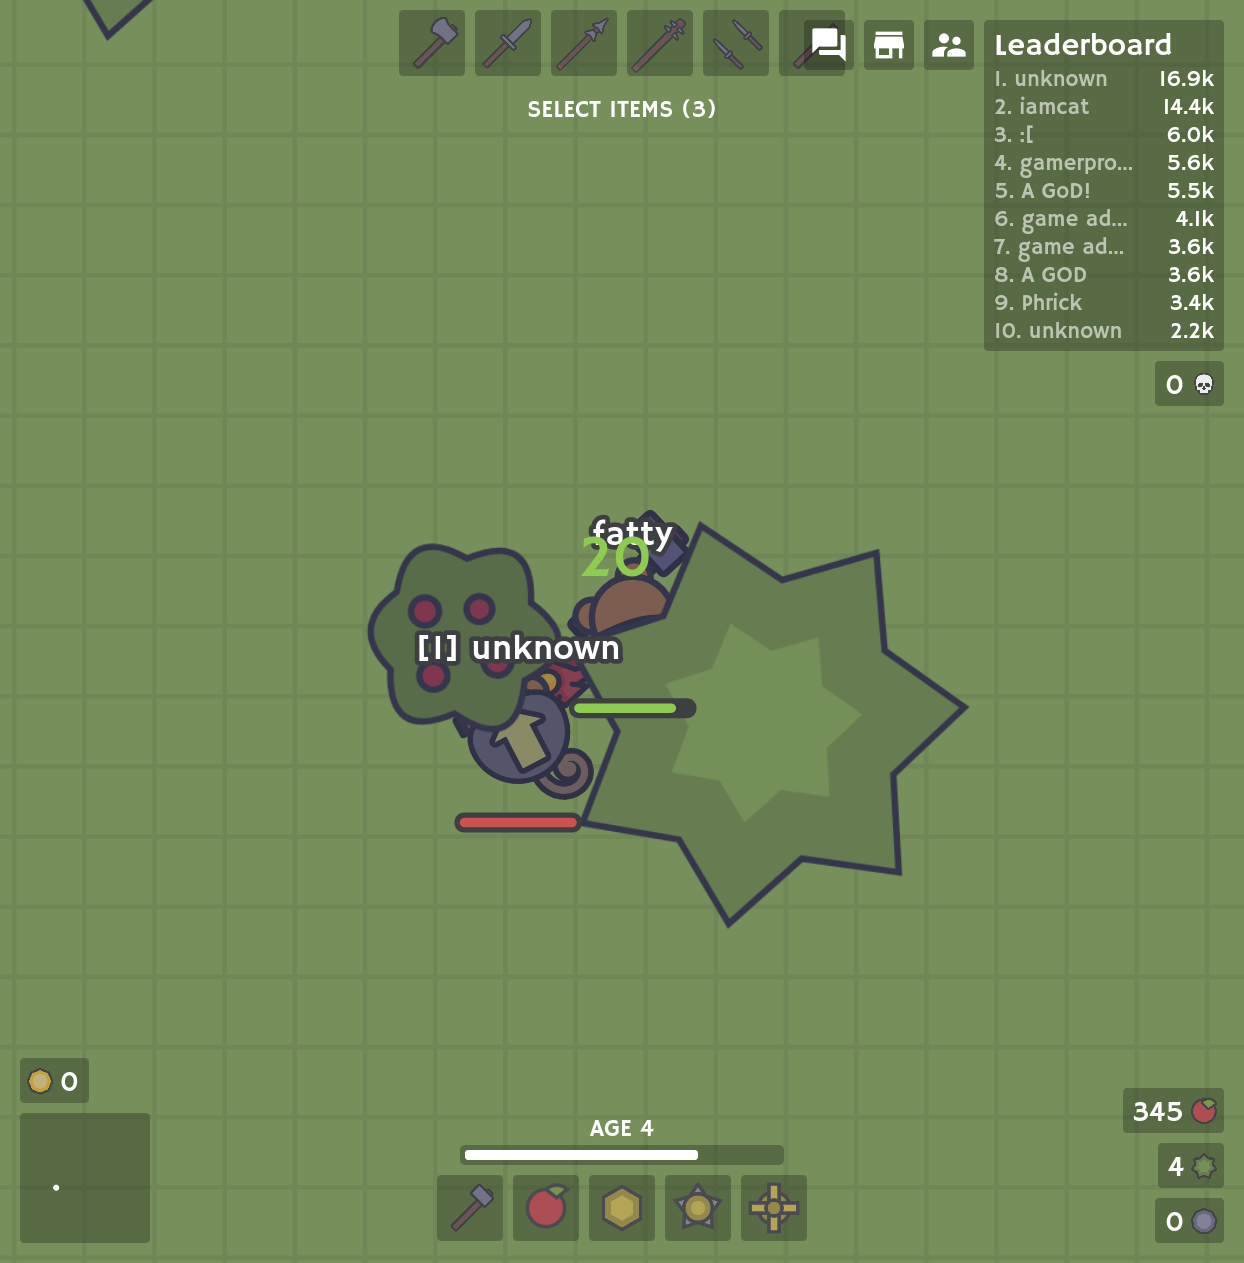 SELECT ITEMS (3)
Leaderboard
1. unknown 16.9k
2. iamcat 14.4k
3. :[ 6.0k
4. gamerpro... 5.6k
5. A GoD! 5.5k
6. game ad... 4.1k
7. game ad... 3.6k
8. A GOD 3.6k
9. Phrick 3.4k
10. unknown 2.2k
0
fatty
20
[I] unknown
0
AGE 4
345
4
0